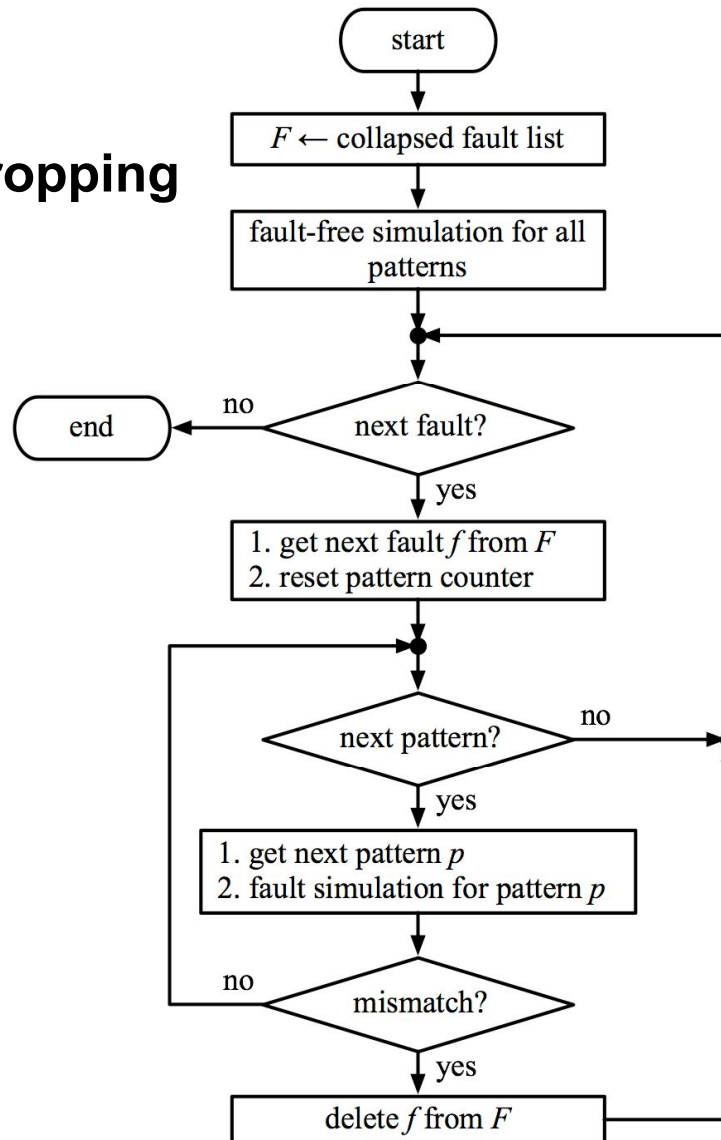 start
F ← collapsed fault list
ropping
fault-free simulation for all
patterns
no
end
next fault?
yes
1. get next fault f from F
2. reset pattern counter
no
next pattern?
yes
1. get next pattern p
2. fault simulation for pattern p
no
mismatch?
yes
delete f from F